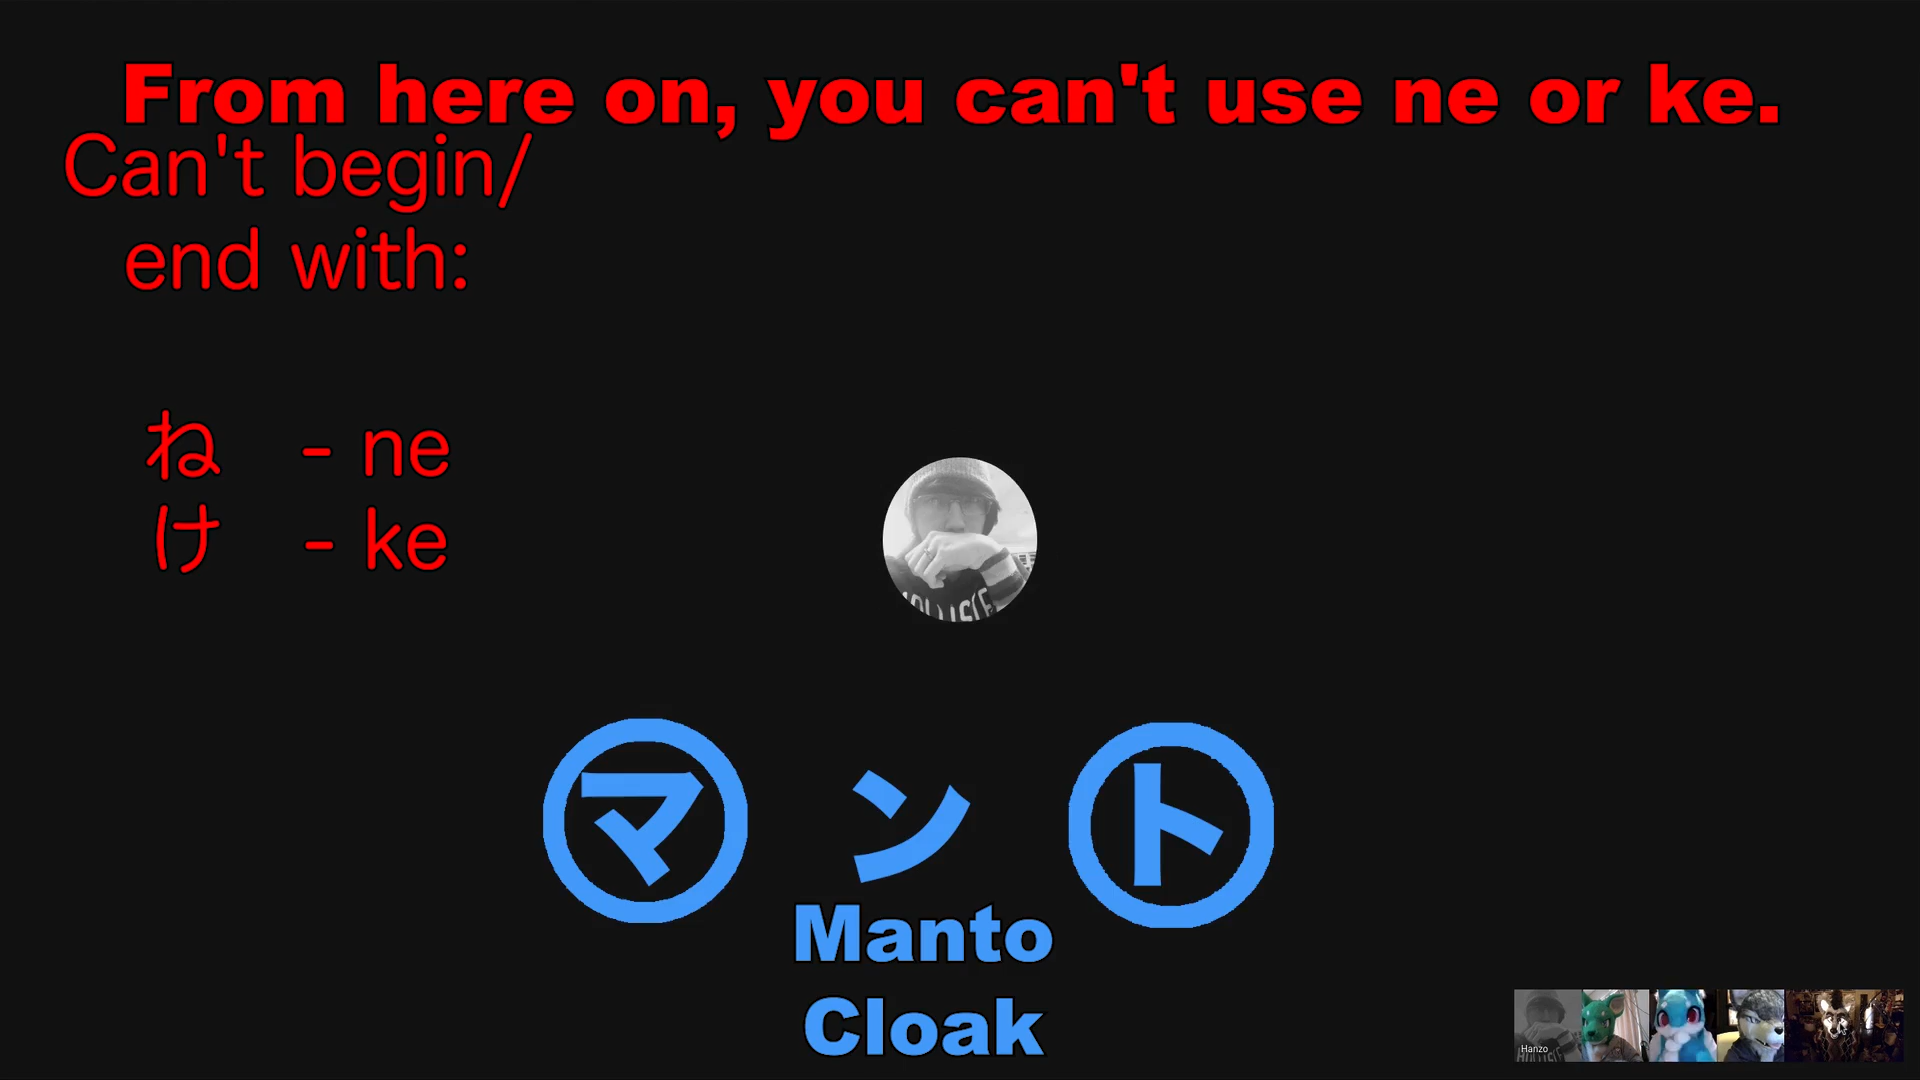 From here on, you can't use ne or ke.
Can't begin/
end with:
ね - ne
け - ke
マント
Manto
Cloak
Hanzo